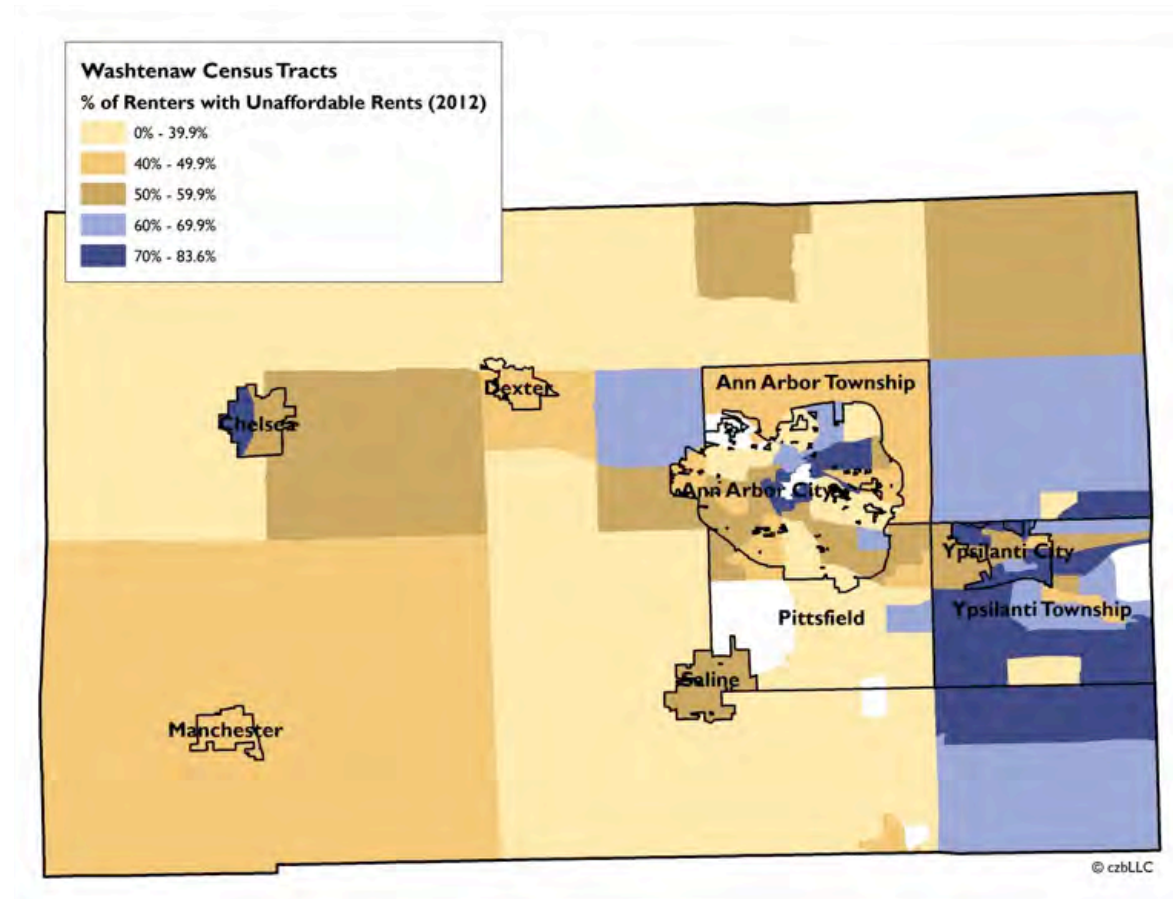 Washtenaw Census Tracts
% of Renters with Unaffordable Rents (2012)
0% - 39.9%
40% - 49.9%
50% - 59.9%
60% - 69.9%
70% - 83.6%
Ann Arbor Township
Dexter
Chelsea
Ann Arbor City
Ypsilanti City
Ypsilanti Township
Pittsfield
Saline
Manchester
© czbLLC